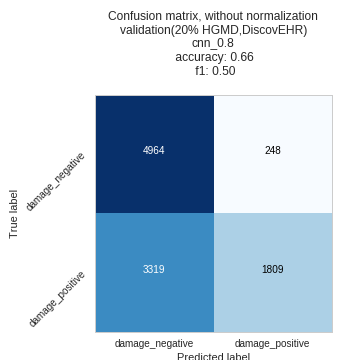 Confusion matrix, without normalization
validation(20% HGMD,DiscovEHR)
cnn_0.8
accuracy: 0.66
f1: 0.50
True label
damage_negative
4964
248
damage_positive
3319
1809
damage_negative
damage_positive
Predicted label